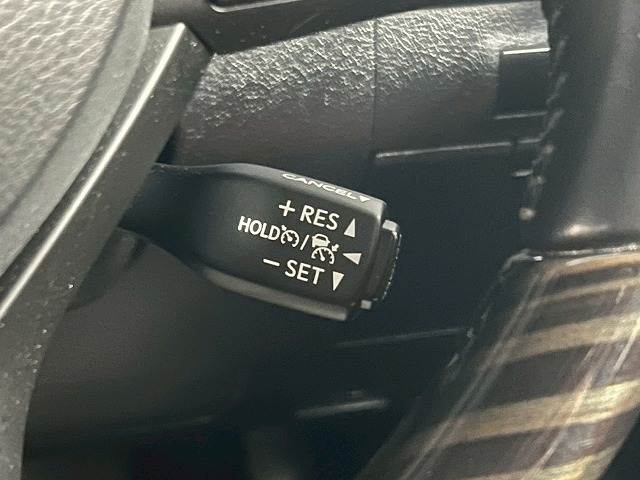 CANCEL
+ RES ▲
HOLD / ◀
− SET ▼